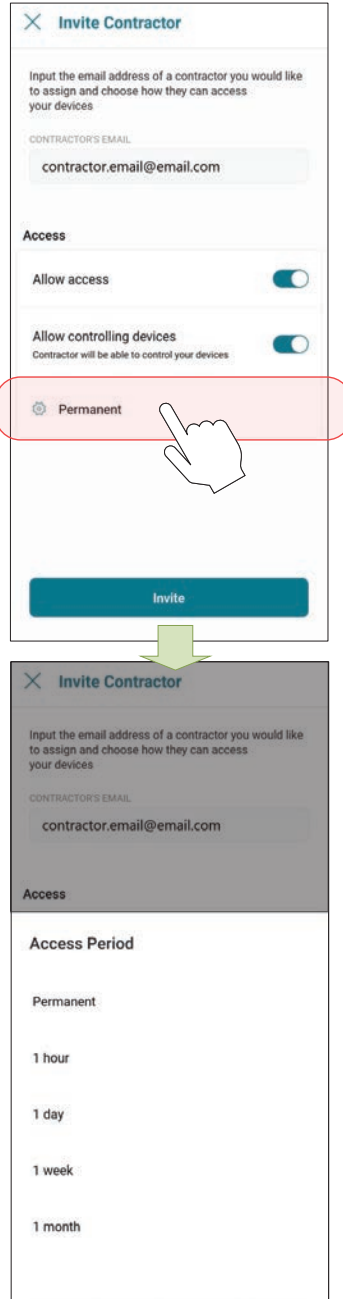 Invite Contractor
Input the email address of a contractor you would like
to assign and choose how they can access
your devices
CONTRACTOR'S EMAIL
contractor.email@email.com
Access
Allow access
Allow controlling devices
Contractor will be able to control your devices
Permanent
Invite
Invite Contractor
Input the email address of a contractor you would like
to assign and choose how they can access
your devices
CONTRACTOR'S EMAIL
contractor.email@email.com
Access
Access Period
Permanent
1 hour
1 day
1 week
1 month